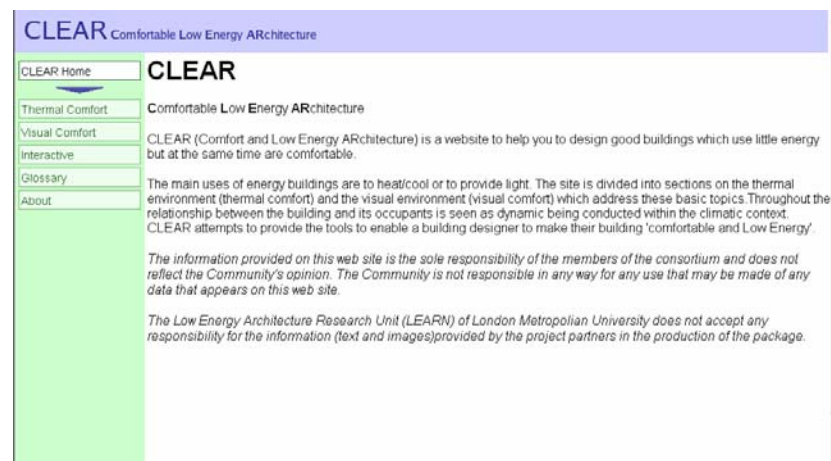 CLEAR Comfortable Low Energy ARchitecture
CLEAR Home
Thermal Comfort
Visual Comfort
Interactive
Glossary
About
CLEAR
Comfortable Low Energy ARchitecture
CLEAR (Comfort and Low Energy ARchitecture) is a website to help you to design good buildings which use little energy
but at the same time are comfortable.
The main uses of energy buildings are to heat/cool or to provide light. The site is divided into sections on the thermal
environment (thermal comfort) and the visual environment (visual comfort) which address these basic topics.Throughout the
relationship between the building and its occupants is seen as dynamic being conducted within the climatic context.
CLEAR attempts to provide the tools to enable a building designer to make their building 'comfortable and Low Energy'.
The information provided on this web site is the sole responsibility of the members of the consortium and does not
reflect the Community's opinion. The Community is not responsible in any way for any use that may be made of any
data that appears on this web site.
The Low Energy Architecture Research Unit (LEARN) of London Metropolian University does not accept any
responsibility for the information (text and images)provided by the project partners in the production of the package.